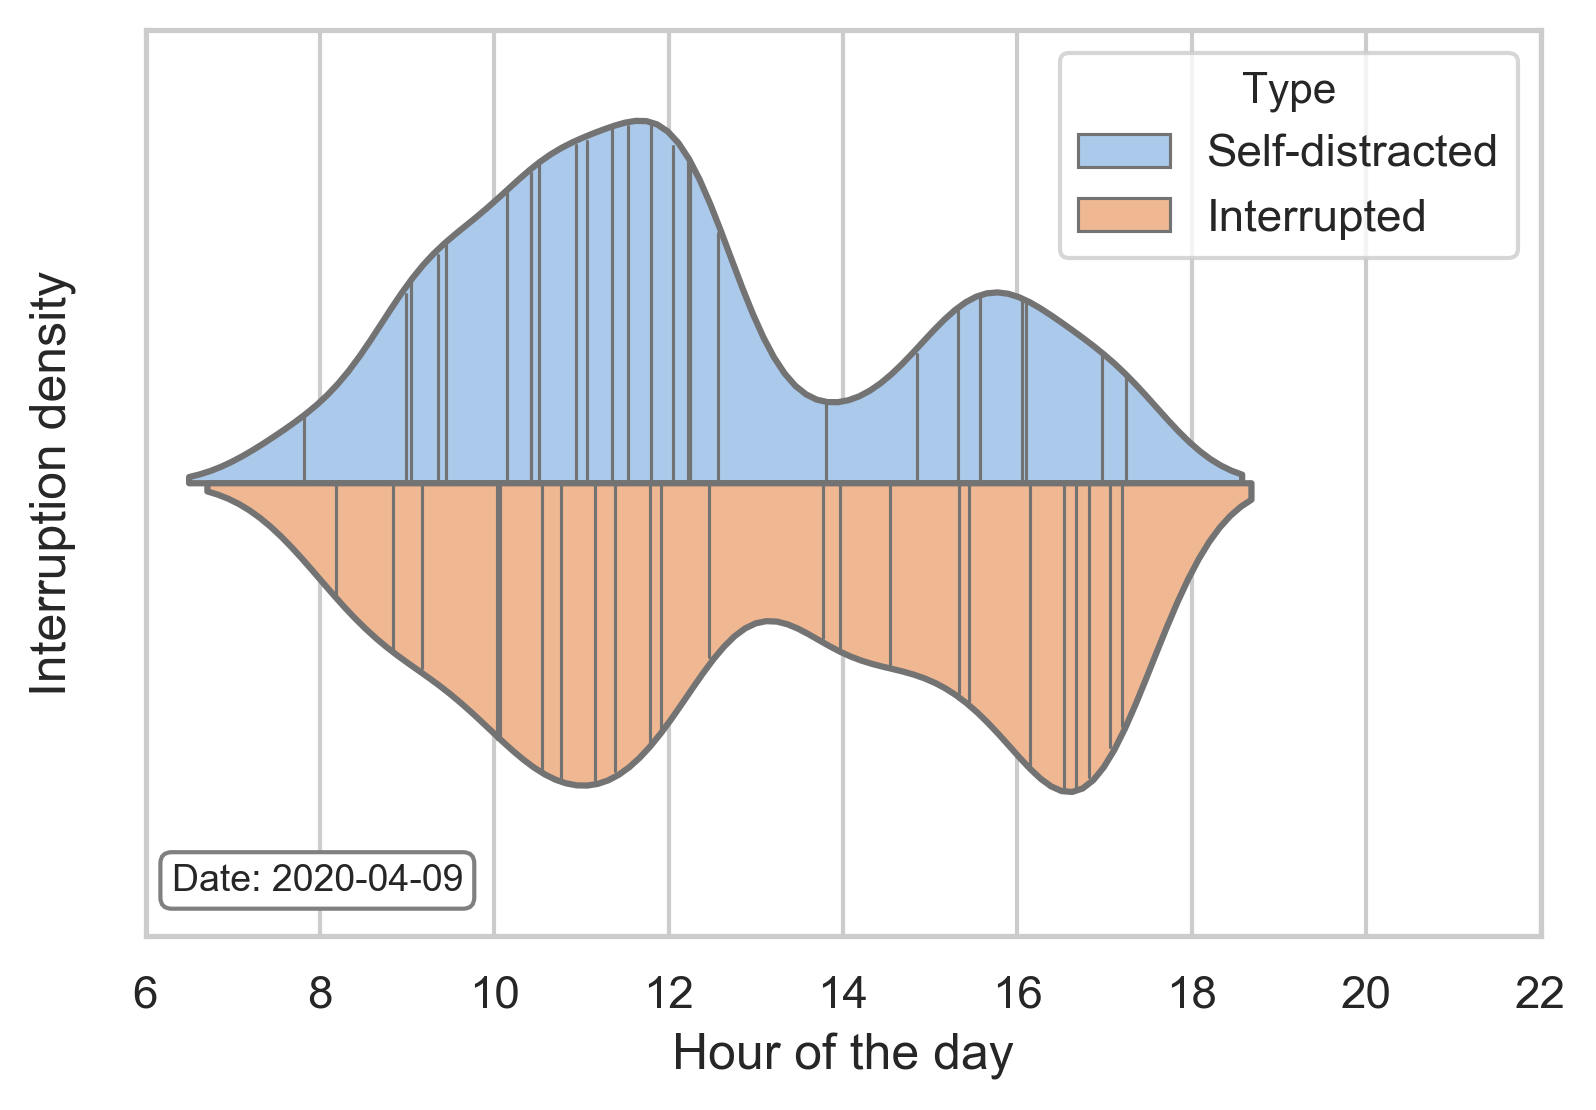 Type
Self-distracted
Interrupted
Interruption density
Date: 2020-04-09
6 8 10 12 14 16 18 20 22
Hour of the day